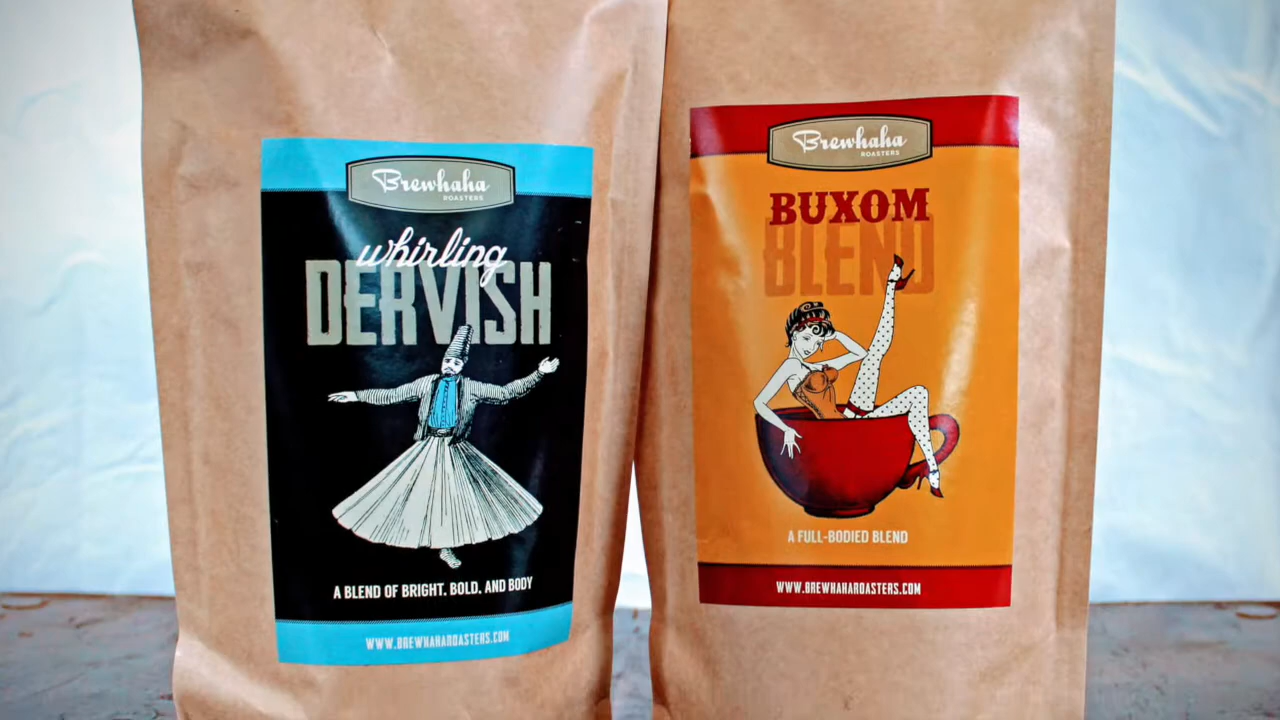 Brewhaha
ROASTERS
whirling
DERVISH
A BLEND OF BRIGHT, BOLD, AND BODY
WWW.BREWHAHAROASTERS.COM
Brewhaha
ROASTERS
BUXOM
BLEND
A FULL-BODIED BLEND
WWW.BREWHAHAROASTERS.COM